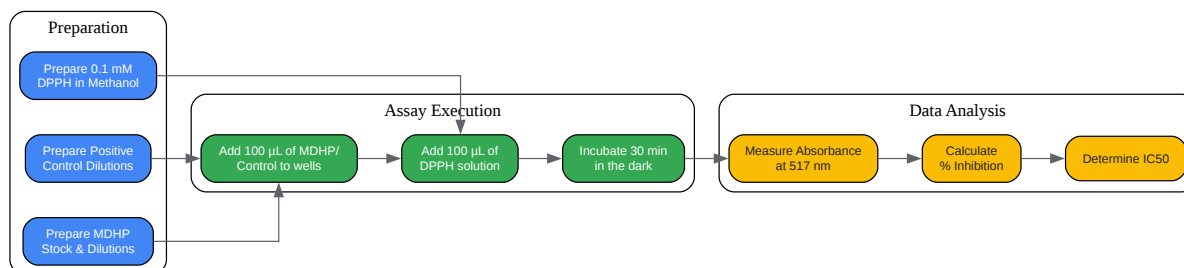 Preparation
Prepare 0.1 mM
DPPH in Methanol
Prepare Positive
Control Dilutions
Prepare MDHP
Stock & Dilutions
Assay Execution
Add 100 µL of MDHP/
Control to wells
Add 100 µL of
DPPH solution
Incubate 30 min
in the dark
Data Analysis
Measure Absorbance
at 517 nm
Calculate
% Inhibition
Determine IC50